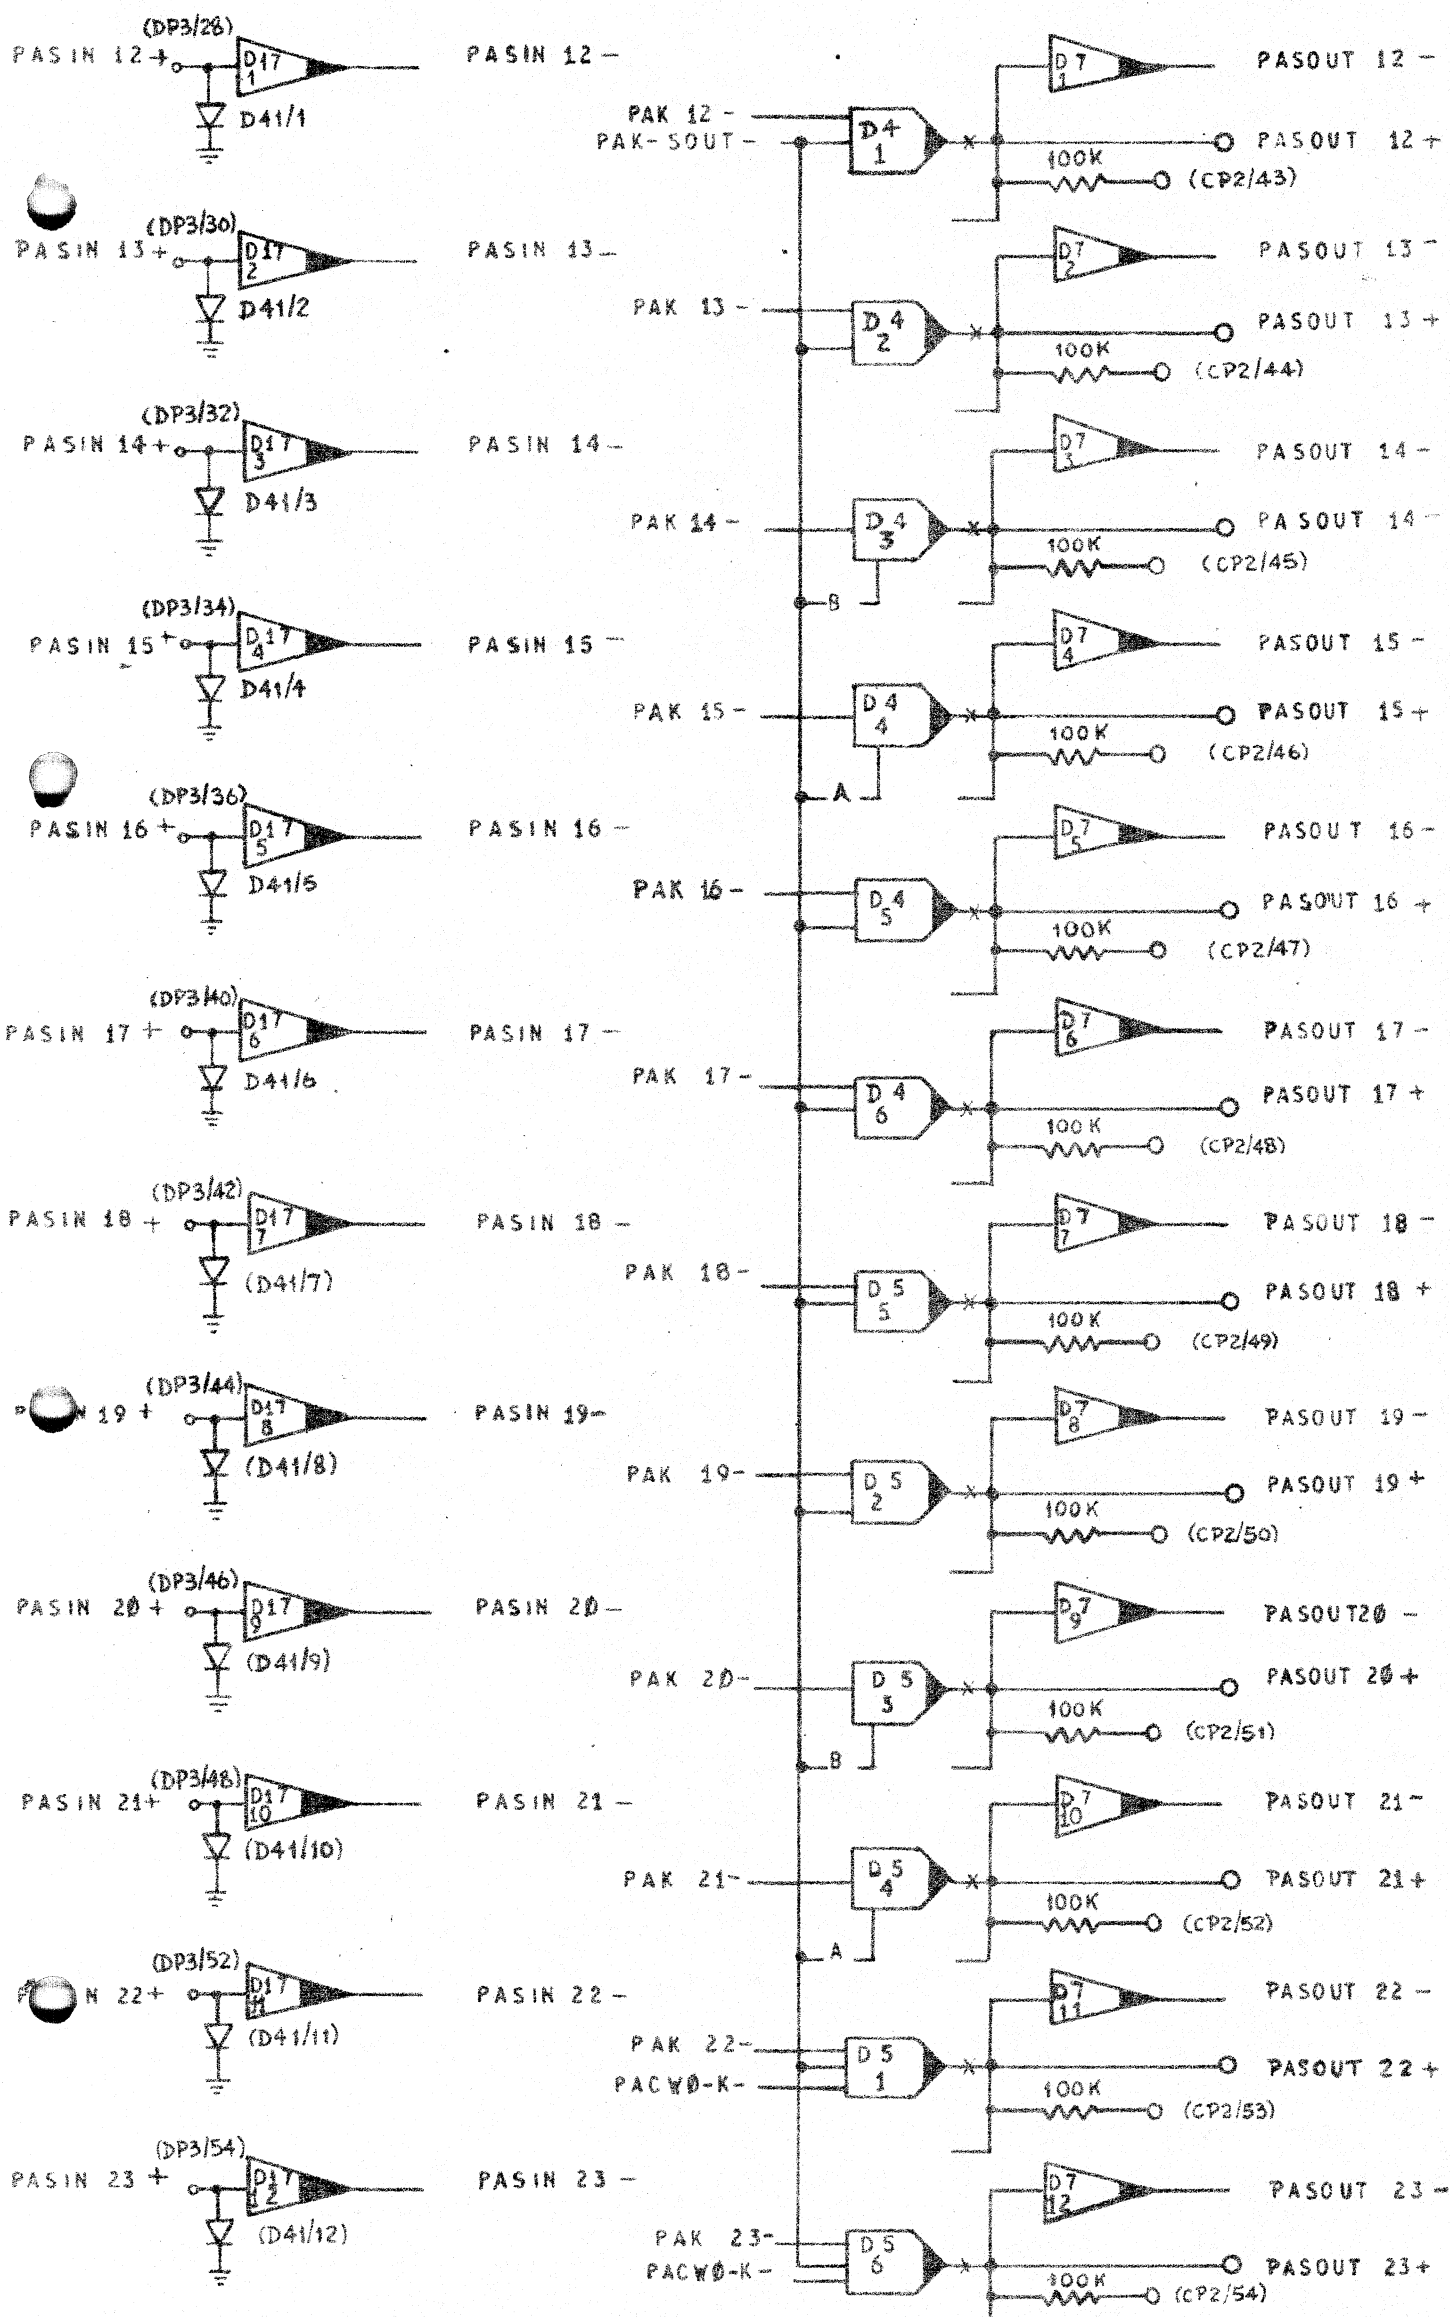 (DP3/28)
PASIN 12+ D17 1 PASIN 12- D7 1 PASOUT 12-
D41/1 PAK 12- D4 1
PAK-SOUT- PASOUT 12+
100K (CP2/43)
(DP3/30)
PASIN 13+ D17 2 PASIN 13- D7 2 PASOUT 13-
D41/2 PAK 13- D4 2 PASOUT 13+
100K (CP2/44)
(DP3/32)
PASIN 14+ D17 3 PASIN 14- D7 3 PASOUT 14-
D41/3 PAK 14- D4 3 PASOUT 14-
100K (CP2/45)
B
(DP3/34)
PASIN 15+ D17 4 PASIN 15- D7 4 PASOUT 15-
D41/4 PAK 15- D4 4 PASOUT 15+
100K (CP2/46)
A
(DP3/36)
PASIN 16+ D17 5 PASIN 16- D7 5 PASOUT 16-
D41/5 PAK 16- D4 5 PASOUT 16+
100K (CP2/47)
(DP3/40)
PASIN 17+ D17 6 PASIN 17- D7 6 PASOUT 17-
D41/6 PAK 17- D4 6 PASOUT 17+
100K (CP2/48)
(DP3/42)
PASIN 18+ D17 7 PASIN 18- D7 7 PASOUT 18-
(D41/7) PAK 18- D5 5 PASOUT 18+
100K (CP2/49)
(DP3/44)
P N 19+ D17 8 PASIN 19- D7 8 PASOUT 19-
(D41/8) PAK 19- D5 2 PASOUT 19+
100K (CP2/50)
(DP3/46)
PASIN 20+ D17 9 PASIN 20- D7 9 PASOUT20-
(D41/9) PAK 20- D5 3 PASOUT 20+
100K (CP2/51)
B
(DP3/48)
PASIN 21+ D17 10 PASIN 21- D7 10 PASOUT 21-
(D41/10) PAK 21- D5 4 PASOUT 21+
100K (CP2/52)
A
(DP3/52)
P N 22+ D17 11 PASIN 22- D7 11 PASOUT 22-
(D41/11) PAK 22- D5 1 PASOUT 22+
PACWØ-K- 100K (CP2/53)
(DP3/54)
PASIN 23+ D17 12 PASIN 23- D7 12 PASOUT 23-
(D41/12) PAK 23- D5 6 PASOUT 23+
PACWØ-K- 100K (CP2/54)